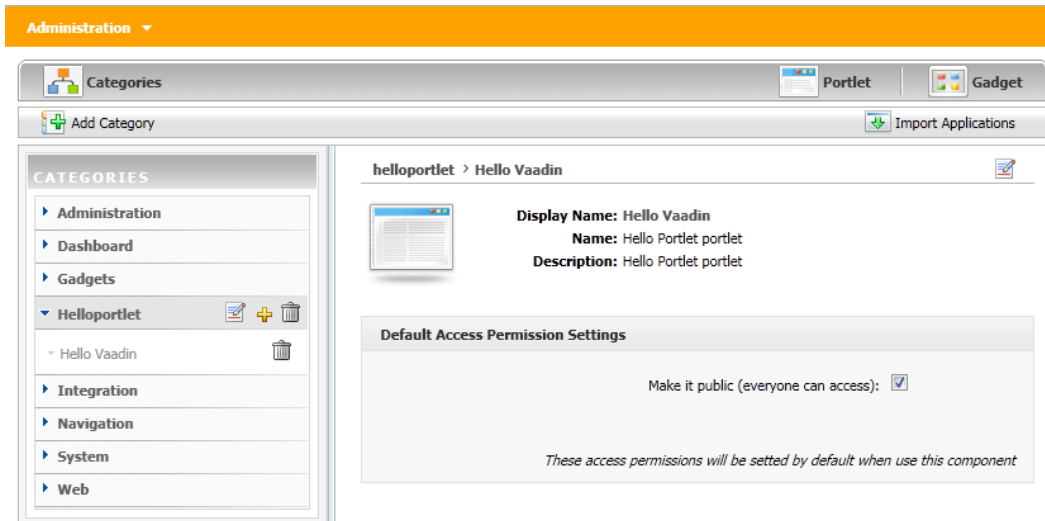 Administration
Categories Portlet Gadget
Add Category Import Applications
CATEGORIES
Administration
Dashboard
Gadgets
Helloportlet
Hello Vaadin
Integration
Navigation
System
Web
helloportlet > Hello Vaadin
Display Name: Hello Vaadin
Name: Hello Portlet portlet
Description: Hello Portlet portlet
Default Access Permission Settings
Make it public (everyone can access):
These access permissions will be setted by default when use this component